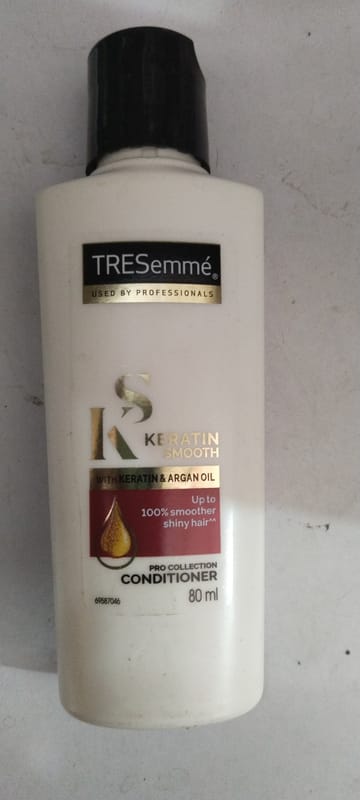 TRESemmé®
USED BY PROFESSIONALS
KS
KERATIN
SMOOTH
WITH KERATIN & ARGAN OIL
Up to
100% smoother
shiny hair^^
PRO COLLECTION
CONDITIONER
69587046 80 ml